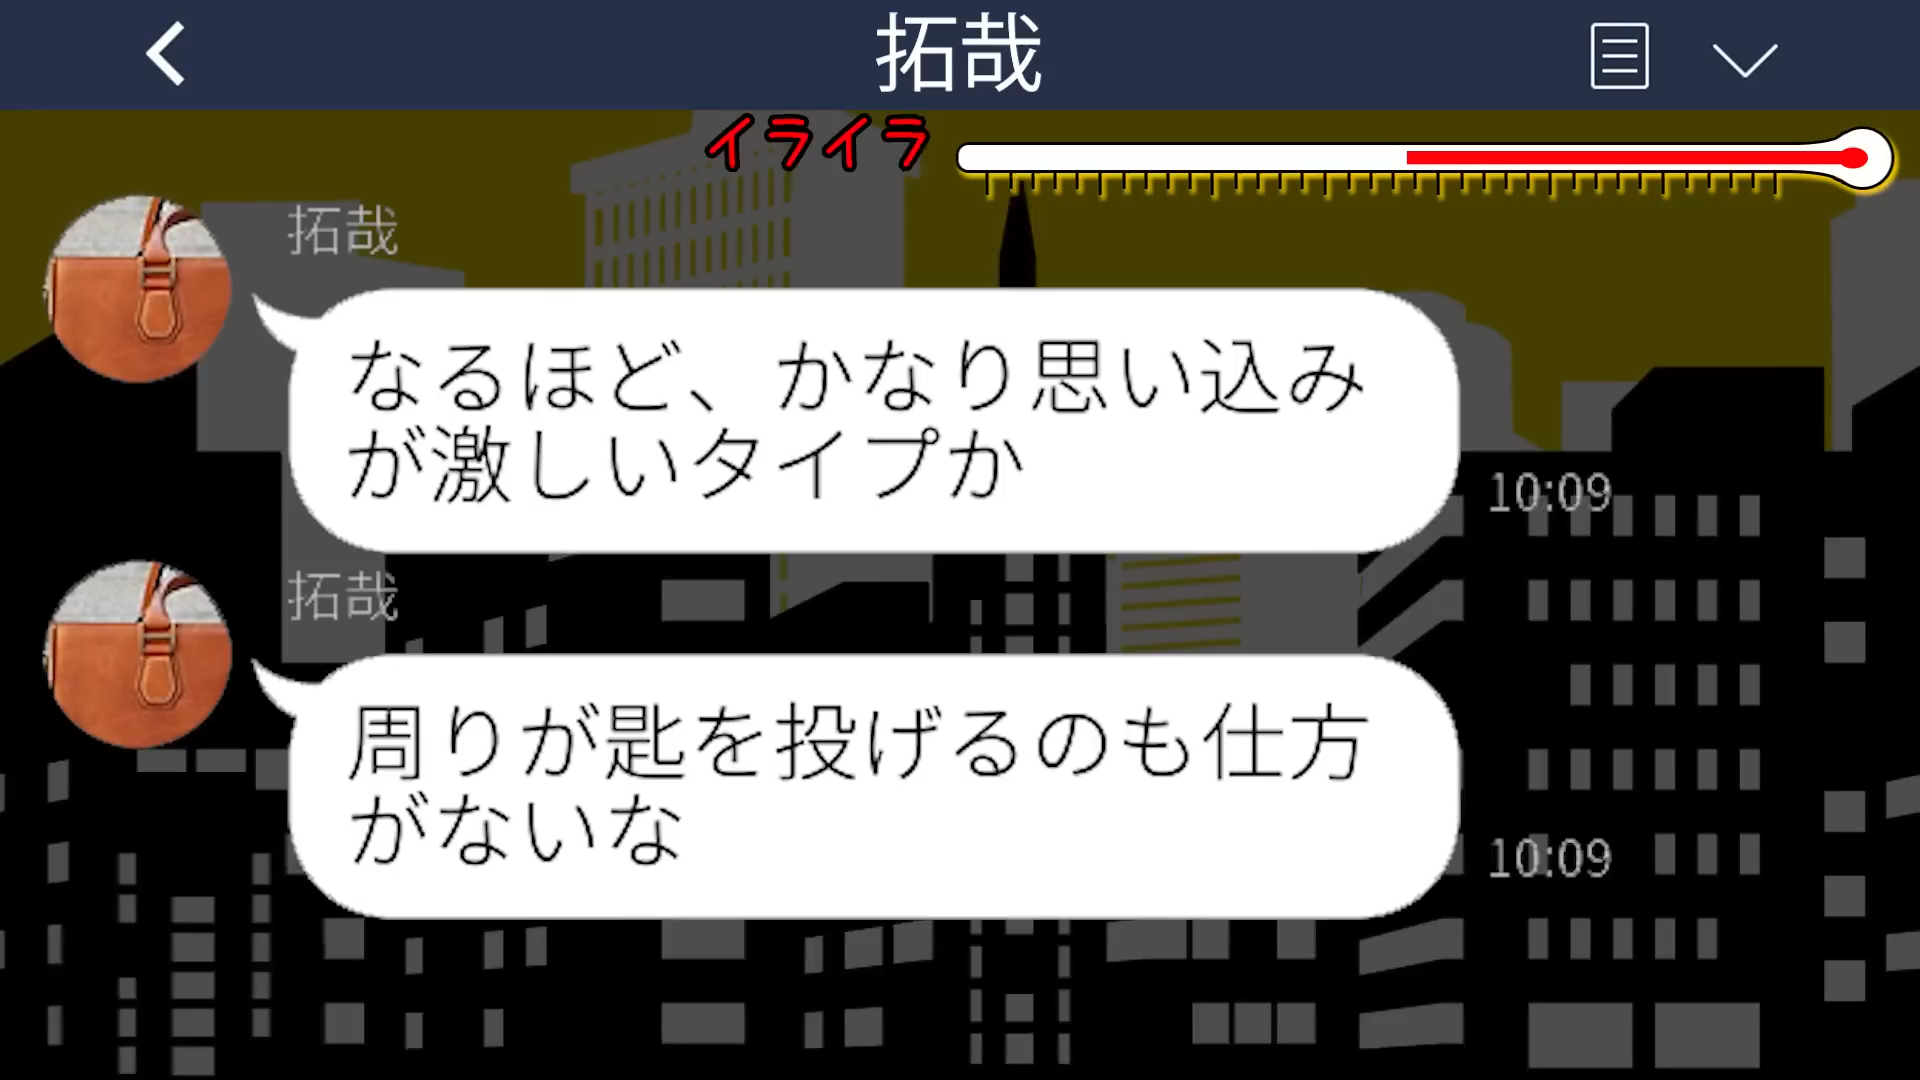 拓哉
イライラ
拓哉
なるほど、かなり思い込み
が激しいタイプか
10:09
拓哉
周りが匙を投げるのも仕方
がないな
10:09